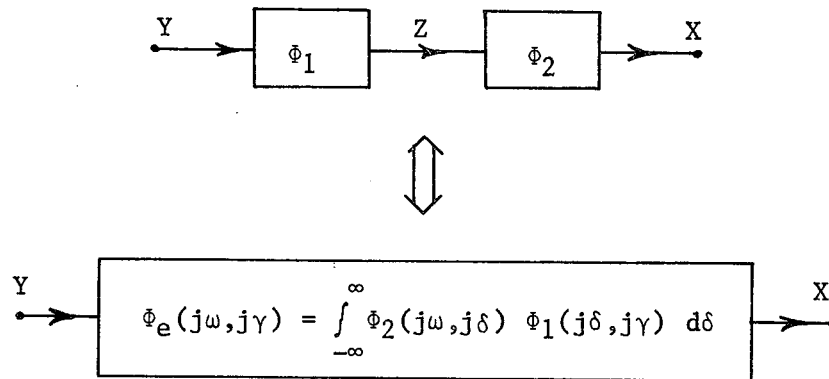 Y Z X
Φ1 Φ2
Y X
Φe(jω,jγ) = ∫_{-∞}^{∞} Φ2(jω,jδ) Φ1(jδ,jγ) dδ